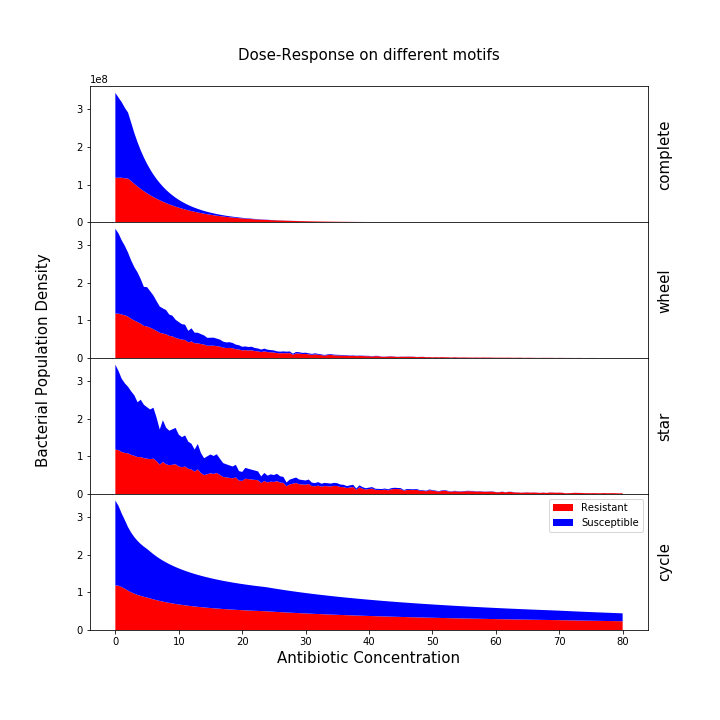 Dose-Response on different motifs
1e8
3
2
1
0
complete
3
2
1
0
wheel
Bacterial Population Density
3
2
1
0
star
3
2
1
0
Resistant
Susceptible
cycle
0 10 20 30 40 50 60 70 80
Antibiotic Concentration